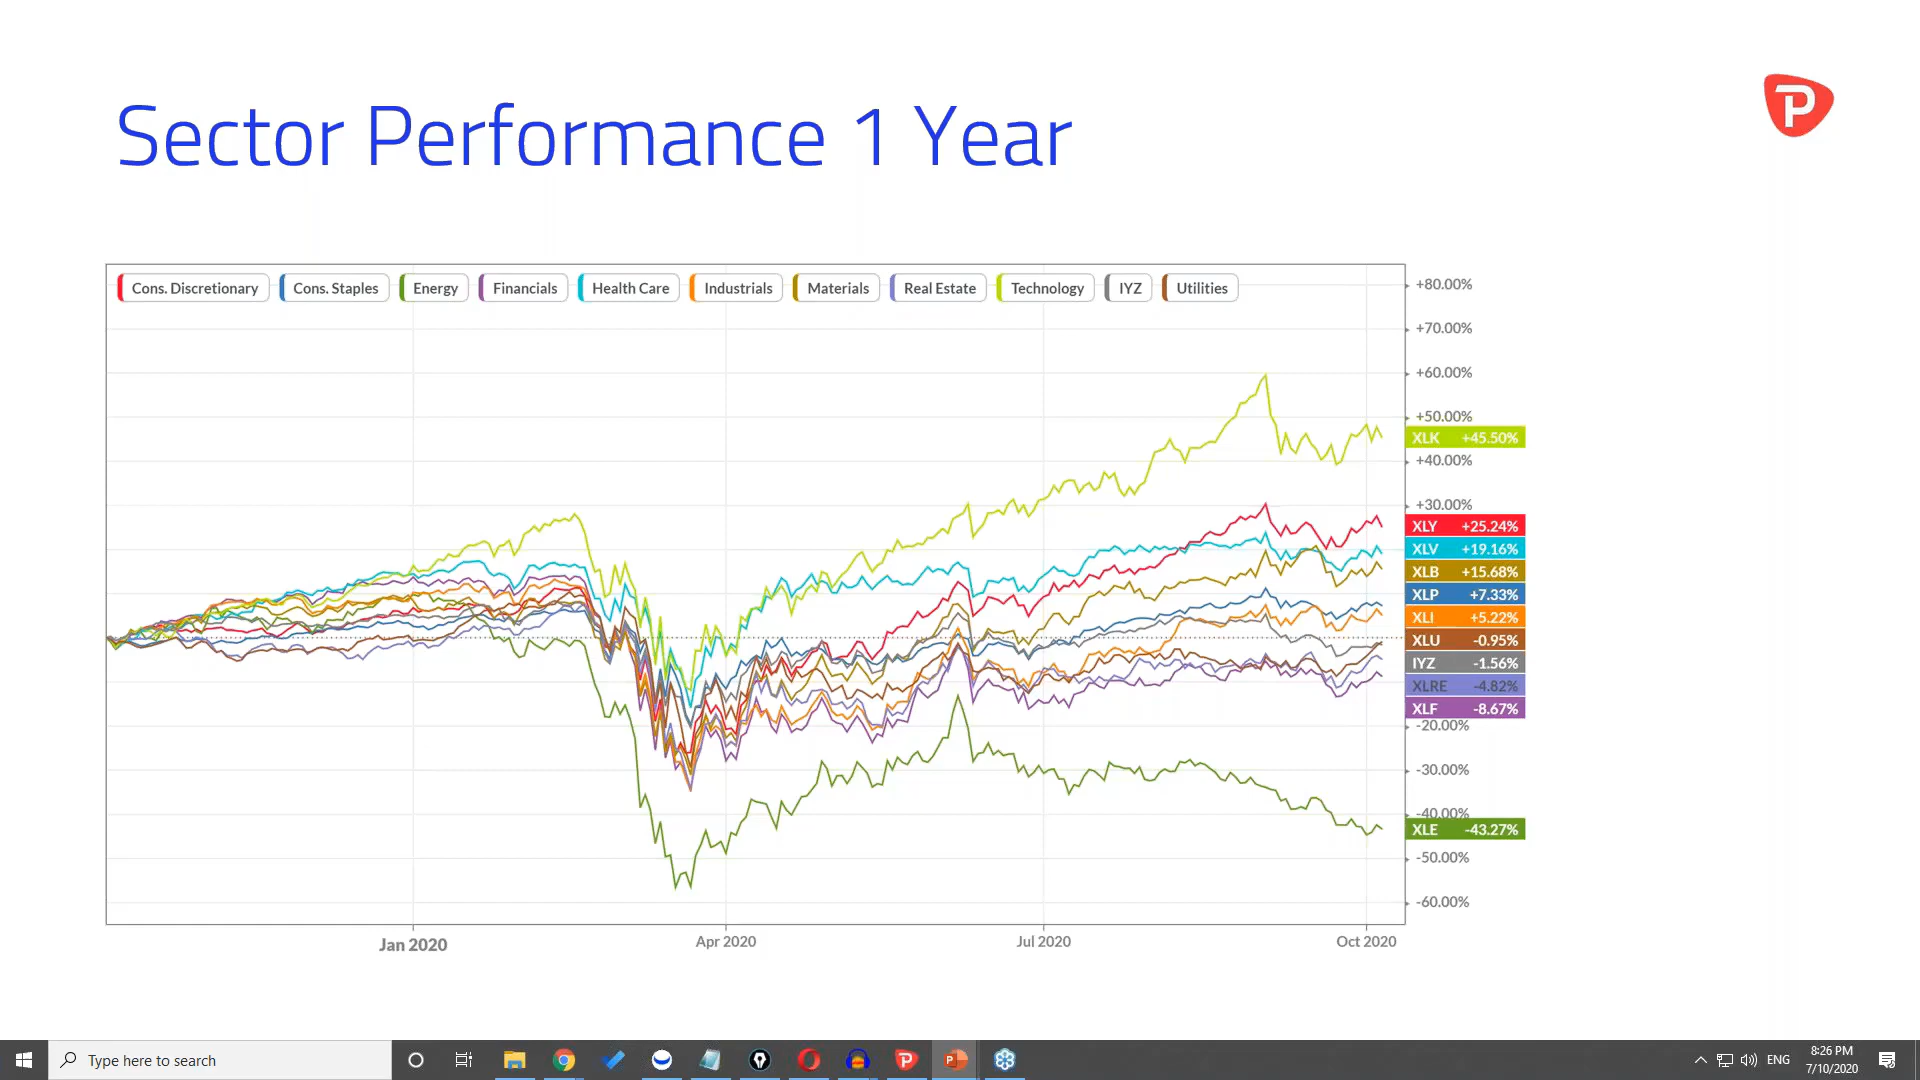 Sector Performance 1 Year
P
Cons. Discretionary Cons. Staples Energy Financials Health Care Industrials Materials Real Estate Technology IYZ Utilities
+80.00%
+70.00%
+60.00%
+50.00%
XLK +45.50%
+40.00%
+30.00%
XLY +25.24%
XLV +19.16%
XLB +15.68%
XLP +7.33%
XLI +5.22%
XLU -0.95%
IYZ -1.56%
XLRE -4.82%
XLF -8.67%
-20.00%
-30.00%
-40.00%
XLE -43.27%
-50.00%
-60.00%
Jan 2020 Apr 2020 Jul 2020 Oct 2020
Type here to search
ENG
8:26 PM
7/10/2020